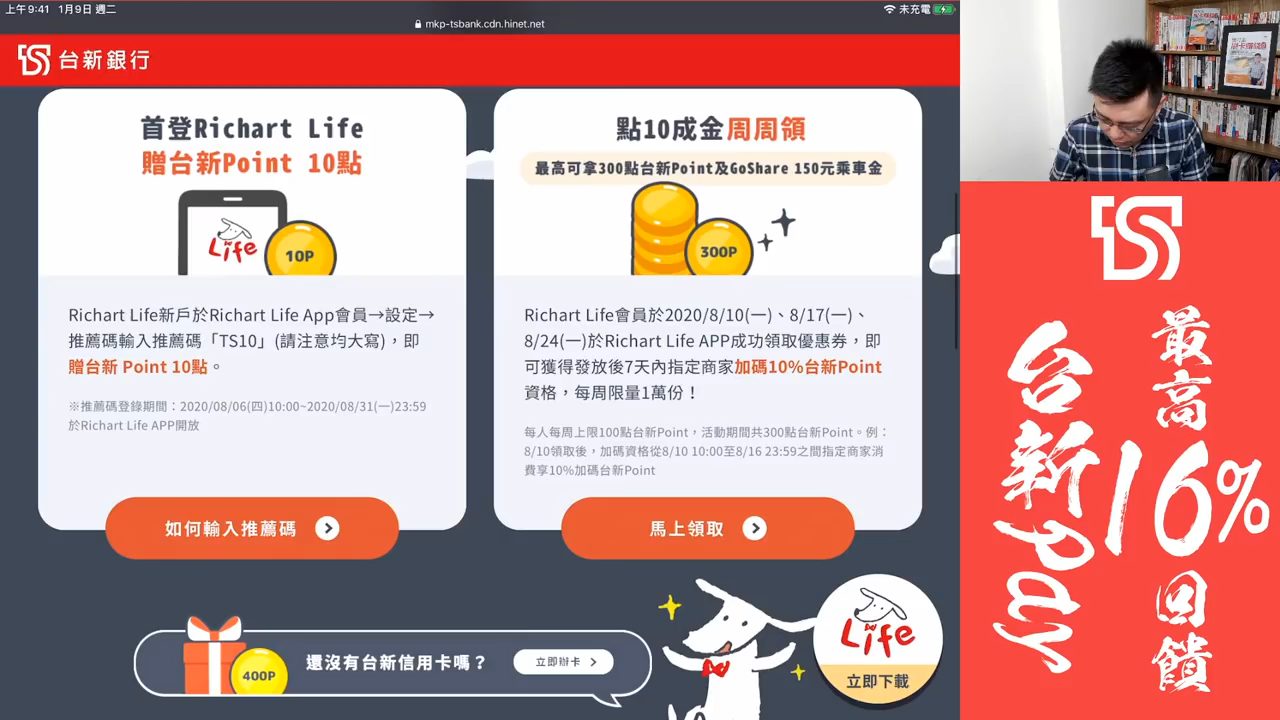 上午9:41 1月9日 週二
mkp-tsbank.cdn.hinet.net
未充電
台新銀行
首登Richart Life
贈台新Point 10點
Life
10P
Richart Life新戶於Richart Life App會員→設定→
推薦碼輸入推薦碼「TS10」(請注意均大寫)，即
贈台新 Point 10點。
※推薦碼登錄期間：2020/08/06(四)10:00~2020/08/31(一)23:59
於Richart Life APP開放
如何輸入推薦碼
點10成金周周領
最高可拿300點台新Point及GoShare 150元乘車金
300P
Richart Life會員於2020/8/10(一)、8/17(一)、
8/24(一)於Richart Life APP成功領取優惠券，即
可獲得發放後7天內指定商家加碼10%台新Point
資格，每周限量1萬份！
每人每周上限100點台新Point，活動期間共300點台新Point。例：
8/10領取後，加碼資格從8/10 10:00至8/16 23:59之間指定商家消
費享10%加碼台新Point
馬上領取
400P
還沒有台新信用卡嗎？
立即辦卡
Life
立即下載
最高16%回饋
台新Pay